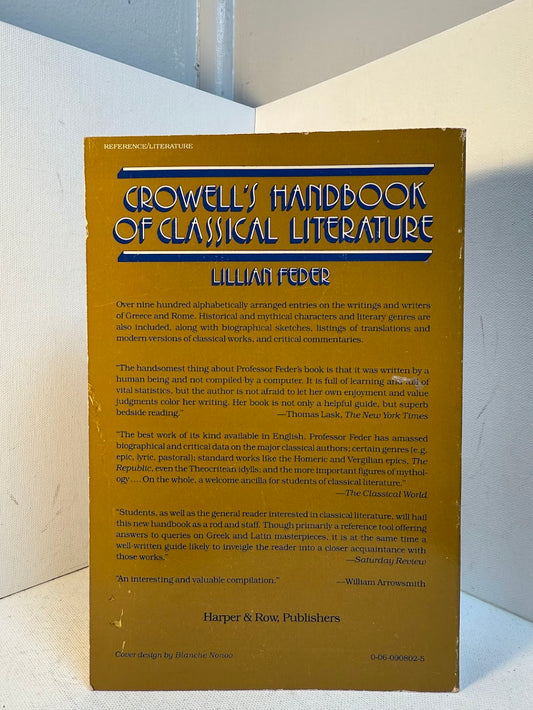 REFERENCE/LITERATURE
CROWELL'S HANDBOOK
OF CLASSICAL LITERATURE
LILLIAN FEDER
Over nine hundred alphabetically arranged entries on the writings and writers
of Greece and Rome. Historical and mythical characters and literary genres are
also included, along with biographical sketches, listings of translations and
modern versions of classical works, and critical commentaries.
"The handsomest thing about Professor Feder's book is that it was written by a
human being and not compiled by a computer. It is full of learning and full of
vital statistics, but the author is not afraid to let her own enjoyment and value
judgments color her writing. Her book is not only a helpful guide, but superb
bedside reading." —Thomas Lask, The New York Times
"The best work of its kind available in English. Professor Feder has amassed
biographical and critical data on the major classical authors; certain genres (e.g.
epic, lyric, pastoral); standard works like the Homeric and Vergilian epics, The
Republic, even the Theocritean idylls; and the more important figures of mythol-
ogy . . . . On the whole, a welcome ancilla for students of classical literature."
—The Classical World
"Students, as well as the general reader interested in classical literature, will hail
this new handbook as a rod and staff. Though primarily a reference tool offering
answers to queries on Greek and Latin masterpieces, it is at the same time a
well-written guide likely to inveigle the reader into a closer acquaintance with
those works." —Saturday Review
"An interesting and valuable compilation." —William Arrowsmith
Harper & Row, Publishers
Cover design by Blanche Nonoo 0-06-090802-5